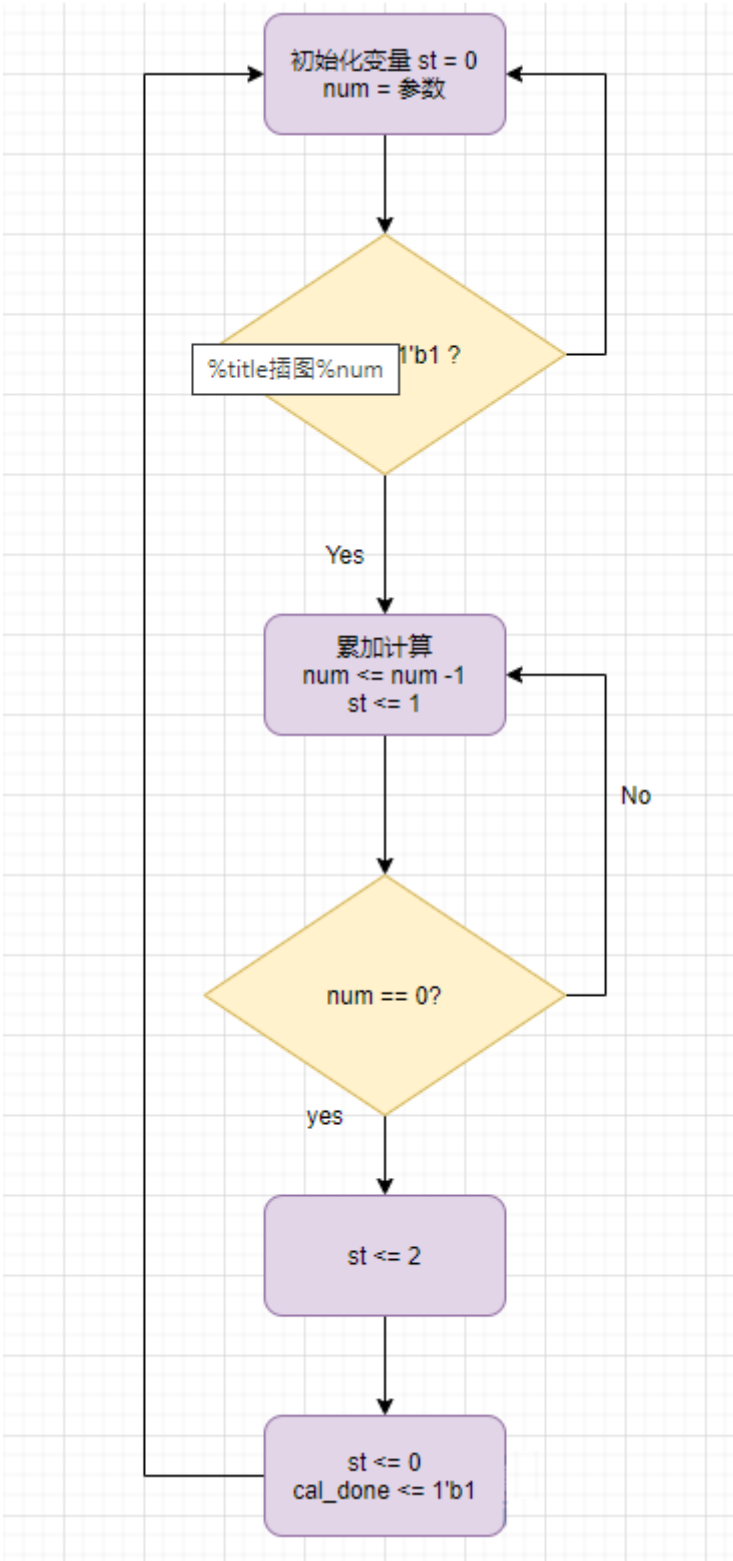 初始化变量 st = 0
num = 参数
1'b1 ?
%title插图%num
Yes
累加计算
num <= num -1
st <= 1
No
num == 0?
yes
st <= 2
st <= 0
cal_done <= 1'b1